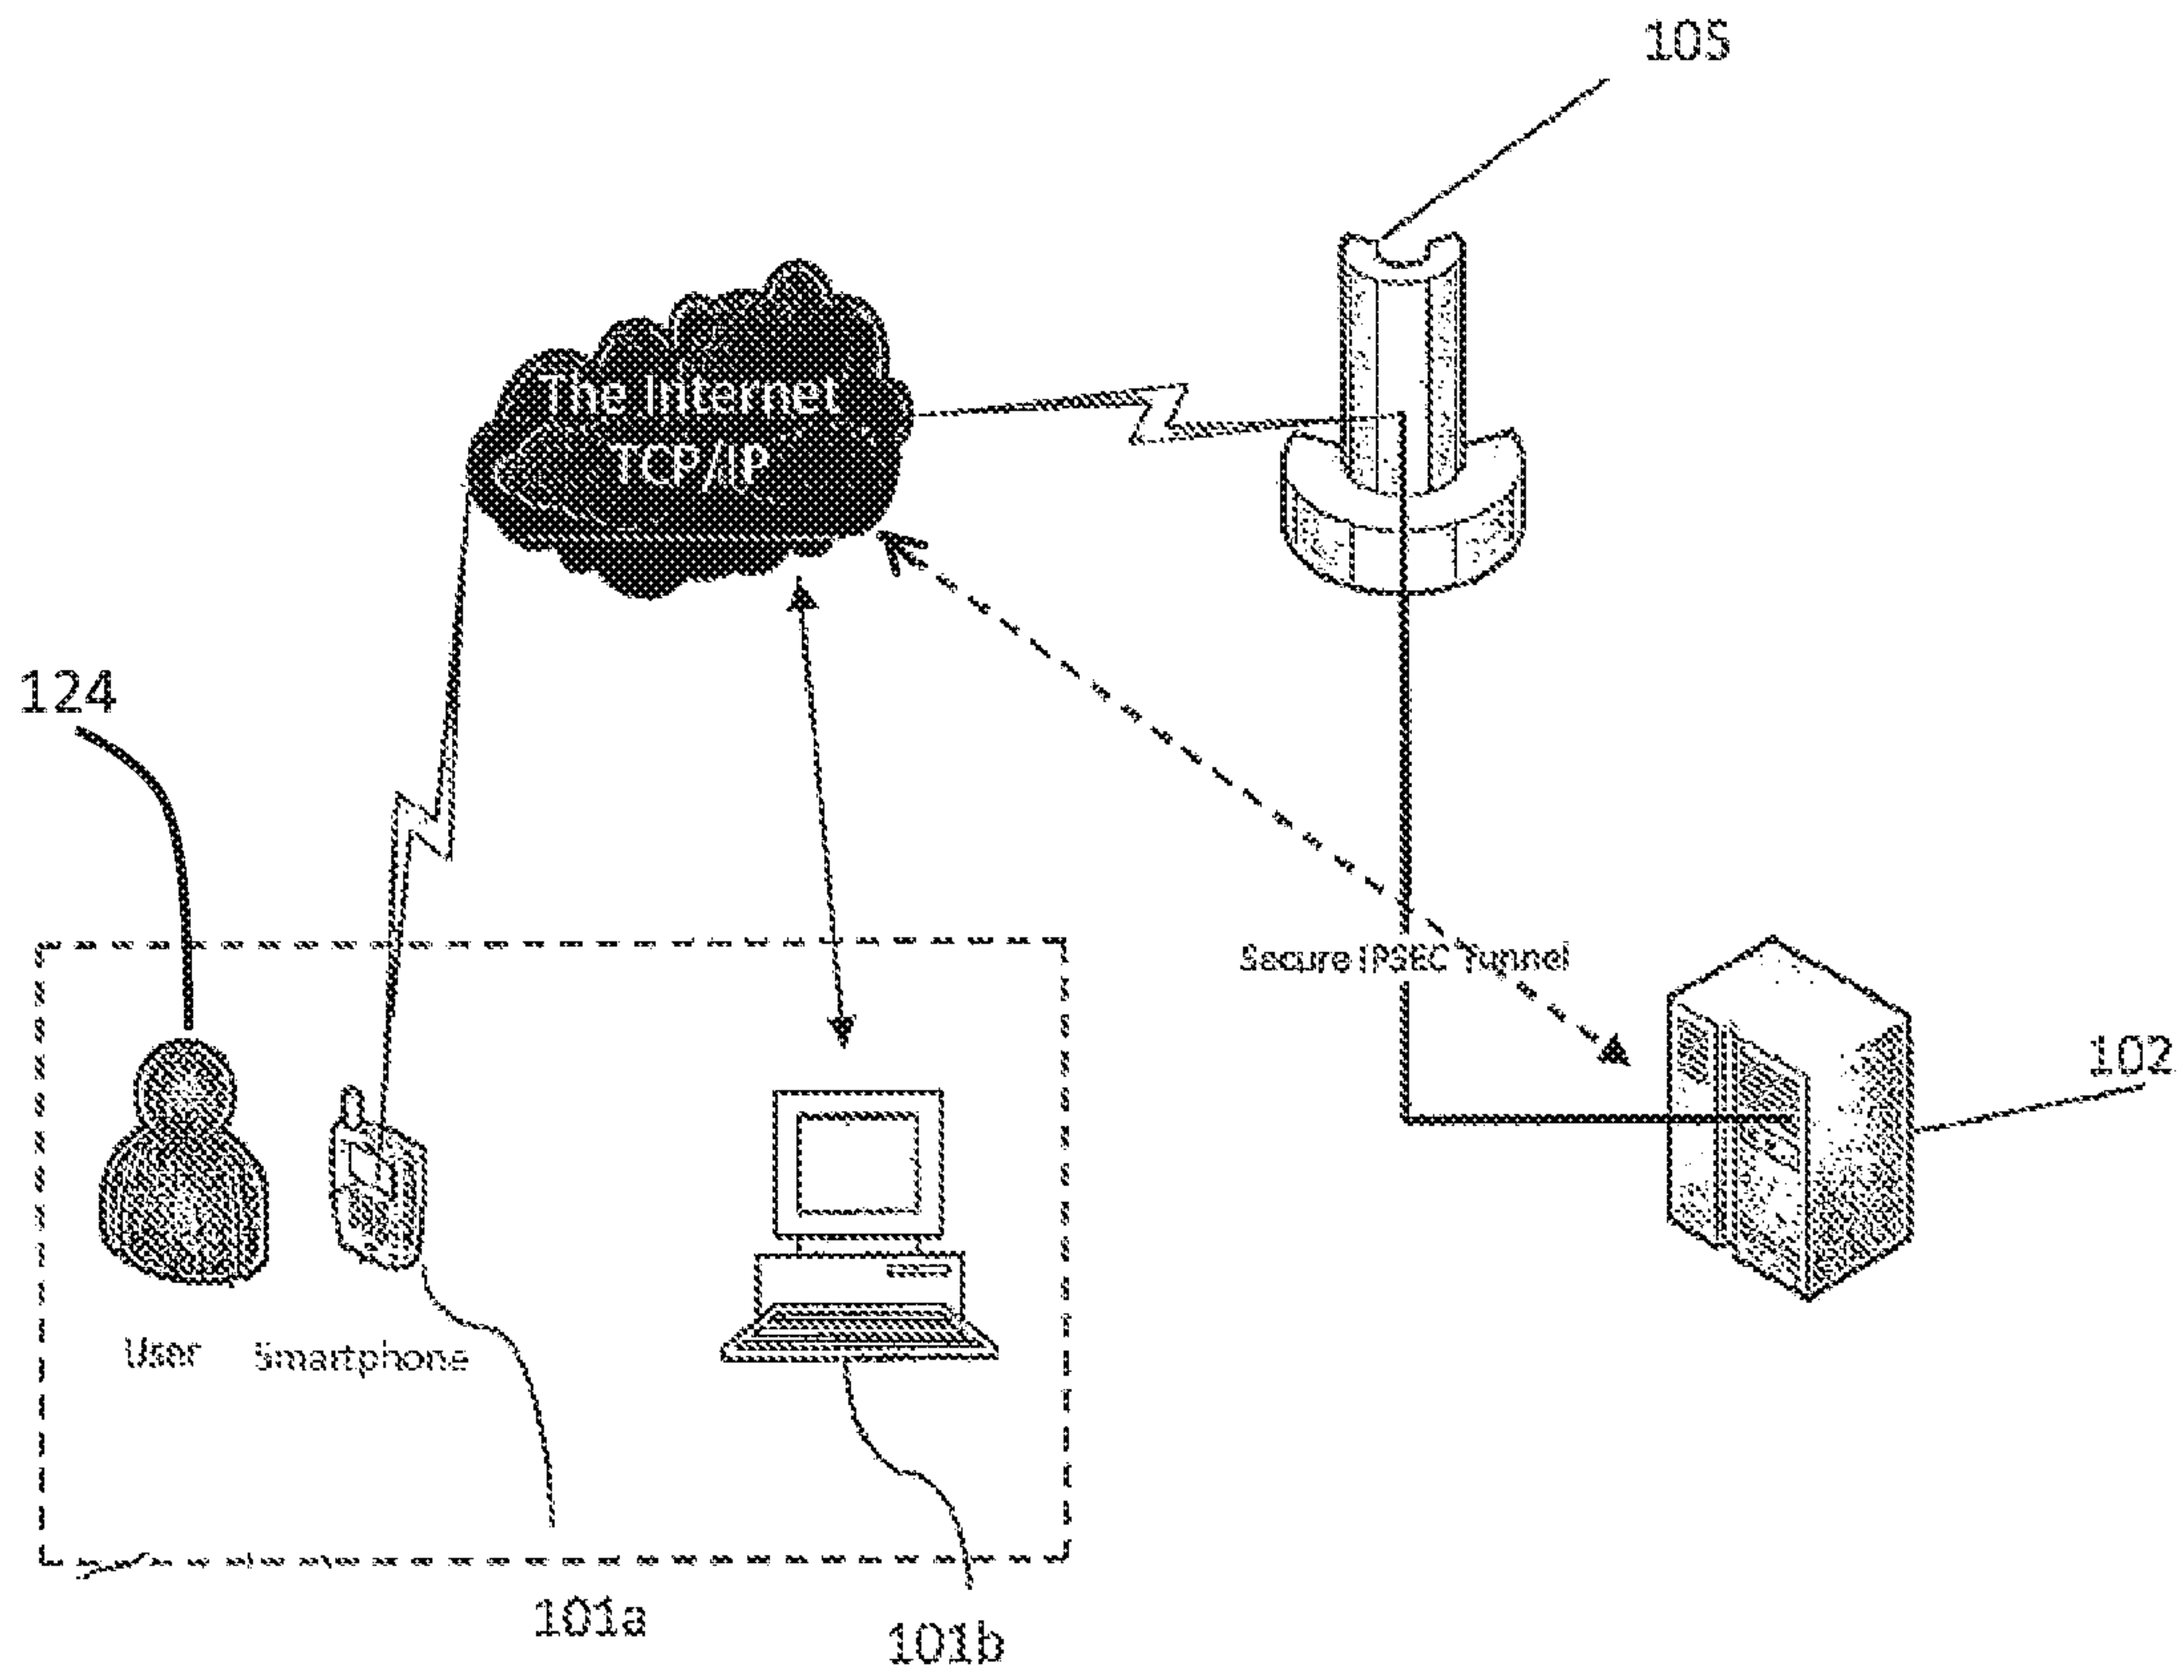 105
The Internet
TCP/IP
124
Secure IPSEC Tunnel
102
User
Smartphone
101a
101b